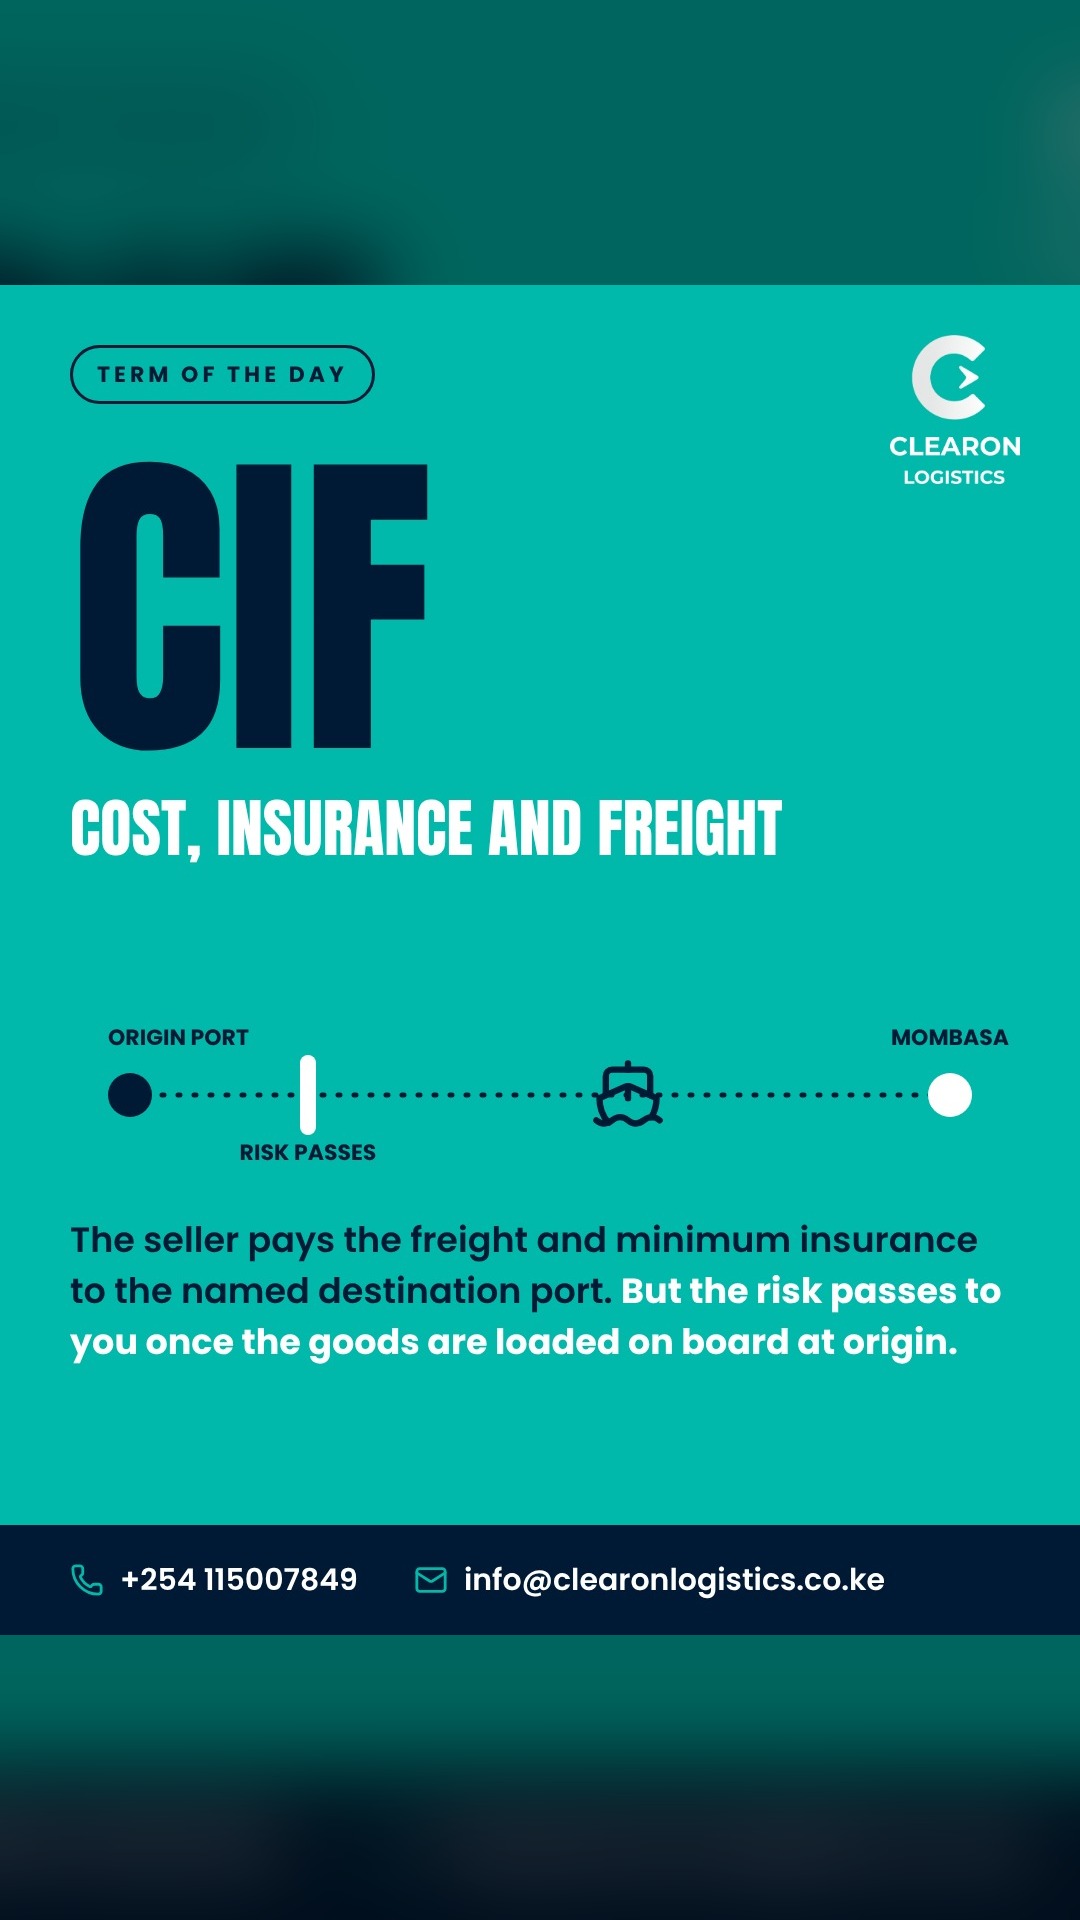 TERM OF THE DAY
CLEARON
LOGISTICS
CIF
COST, INSURANCE AND FREIGHT
ORIGIN PORT
MOMBASA
RISK PASSES
The seller pays the freight and minimum insurance
to the named destination port. But the risk passes to
you once the goods are loaded on board at origin.
+254 115007849
info@clearonlogistics.co.ke